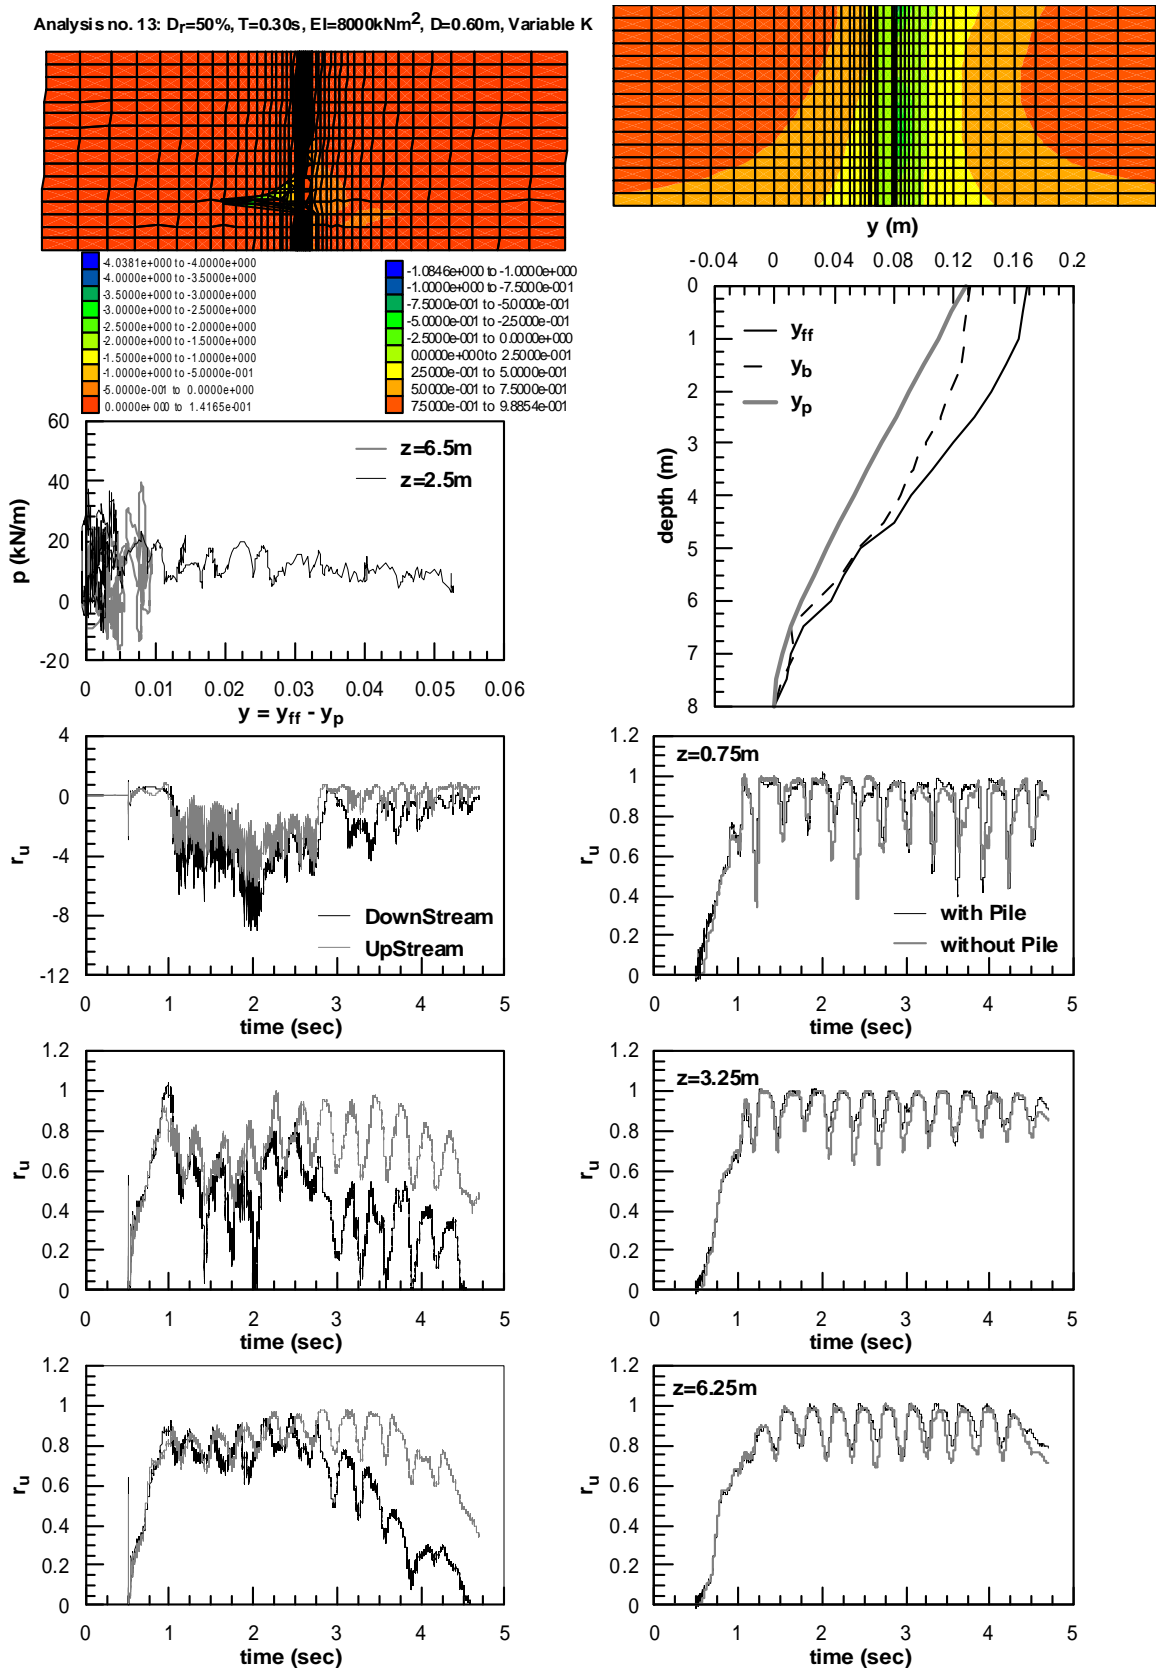 Analysis no. 13: Dr=50%, T=0.30s, EI=8000kNm2, D=0.60m, Variable K
-4.0381e+000 to -4.0000e+000
-4.0000e+000 to -3.5000e+000
-3.5000e+000 to -3.0000e+000
-3.0000e+000 to -2.5000e+000
-2.5000e+000 to -2.0000e+000
-2.0000e+000 to -1.5000e+000
-1.5000e+000 to -1.0000e+000
-1.0000e+000 to -5.0000e-001
-5.0000e-001 to 0.0000e+000
0.0000e+000 to 1.4165e-001
-1.0846e+000 to -1.0000e+000
-1.0000e+000 to -7.5000e-001
-7.5000e-001 to -5.0000e-001
-5.0000e-001 to -2.5000e-001
-2.5000e-001 to 0.0000e+000
0.0000e+000 to 2.5000e-001
2.5000e-001 to 5.0000e-001
5.0000e-001 to 7.5000e-001
7.5000e-001 to 9.8854e-001
y (m)
-0.04 0 0.04 0.08 0.12 0.16 0.2
0
1
2
3
4
5
6
7
8
depth (m)
yff
yb
yp
60
40
20
0
-20
p (kN/m)
z=6.5m
z=2.5m
0 0.01 0.02 0.03 0.04 0.05 0.06
y = yff - yp
4
0
-4
-8
-12
ru
DownStream
UpStream
0 1 2 3 4 5
time (sec)
1.2
1
0.8
0.6
0.4
0.2
0
ru
z=0.75m
with Pile
without Pile
0 1 2 3 4 5
time (sec)
1.2
1
0.8
0.6
0.4
0.2
0
ru
0 1 2 3 4 5
time (sec)
1.2
1
0.8
0.6
0.4
0.2
0
ru
z=3.25m
0 1 2 3 4 5
time (sec)
1.2
1
0.8
0.6
0.4
0.2
0
ru
0 1 2 3 4 5
time (sec)
1.2
1
0.8
0.6
0.4
0.2
0
ru
z=6.25m
0 1 2 3 4 5
time (sec)